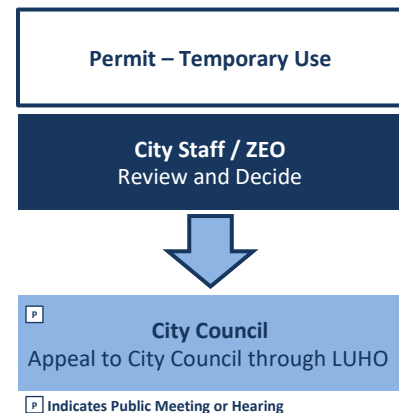 Permit – Temporary Use
City Staff / ZEO
Review and Decide
P
City Council
Appeal to City Council through LUHO
P Indicates Public Meeting or Hearing